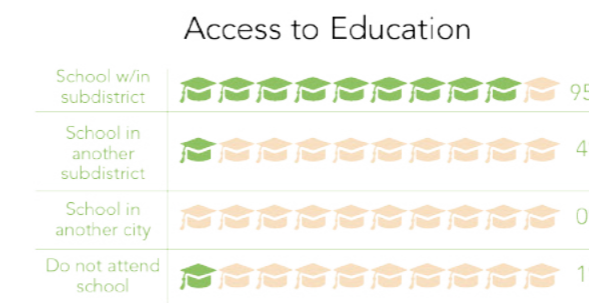 Access to Education
School w/in
subdistrict
95
School in
another
subdistrict
4
School in
another city
0
Do not attend
school
1